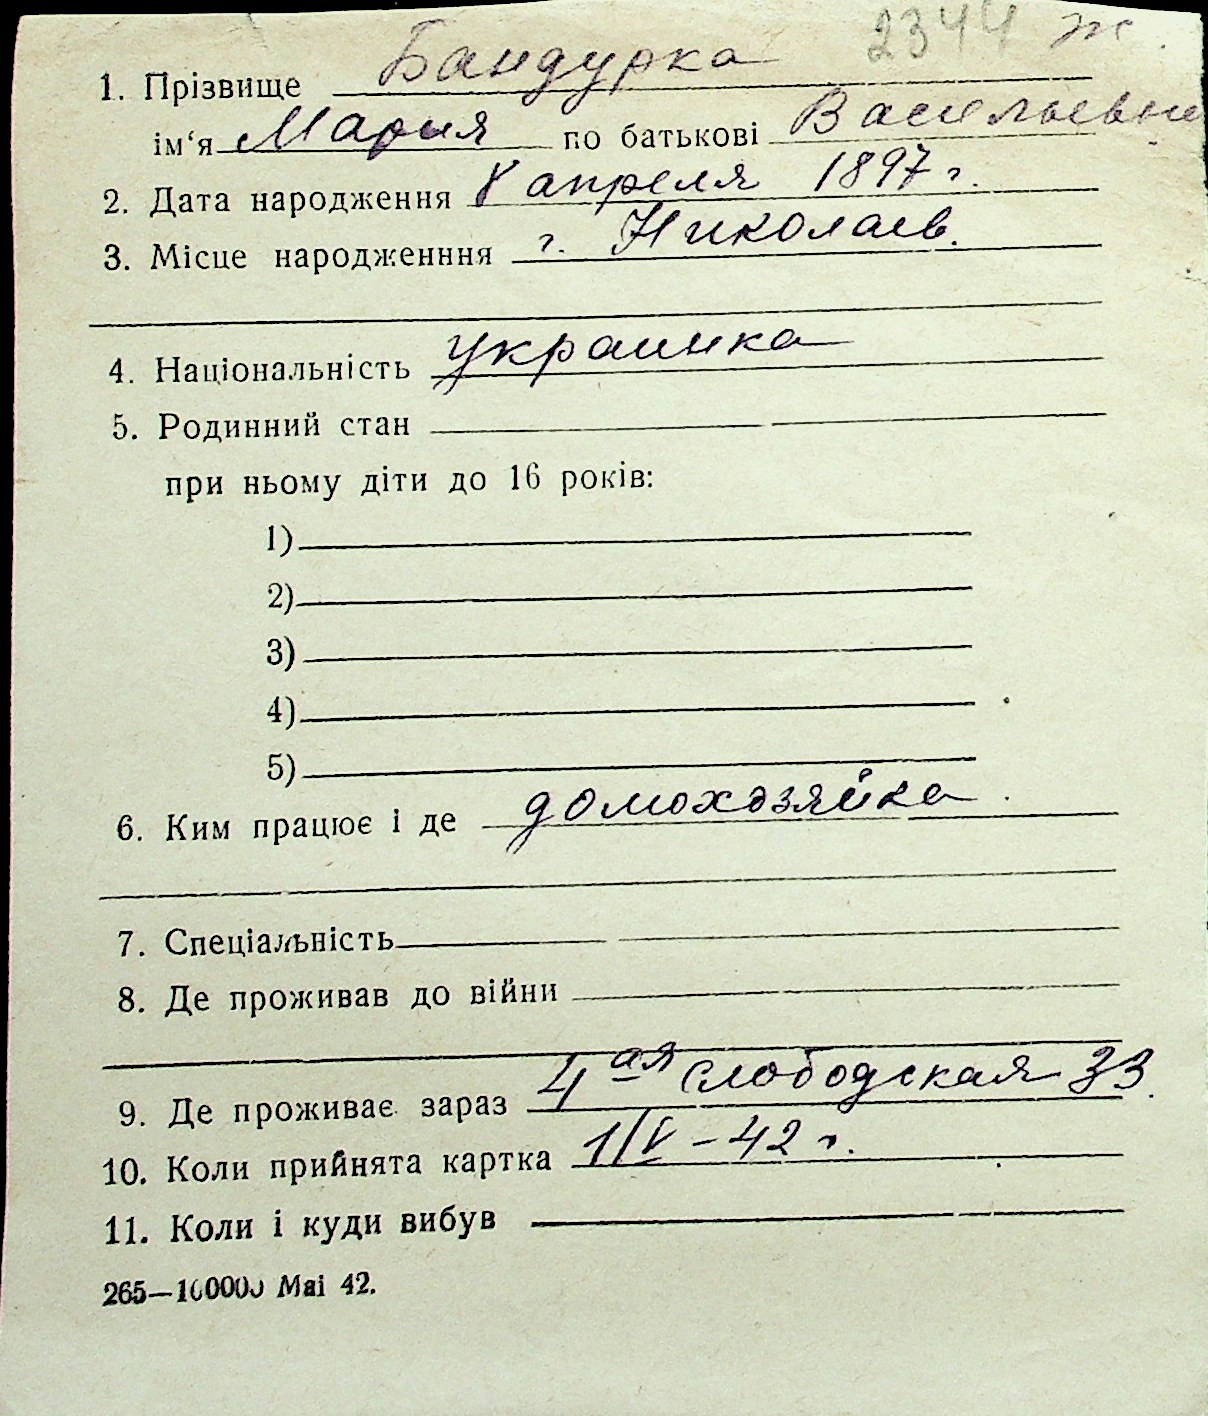 2344 ж.
1. Прізвище Бандурка
ім‘я Мария по батькові Васильевна
2. Дата народження 8 апреля 1897 г.
3. Місце народженння г. Николаев.
4. Національність украинка
5. Родинний стан
при ньому діти до 16 років:
1)
2)
3)
4)
5)
6. Ким працює і де домохозяйка.
7. Спеціальність
8. Де проживав до війни
9. Де проживає зараз 4ая Слободская 33.
10. Коли прийнята картка 1/V – 42 г.
11. Коли і куди вибув
265—100000 Mai 42.